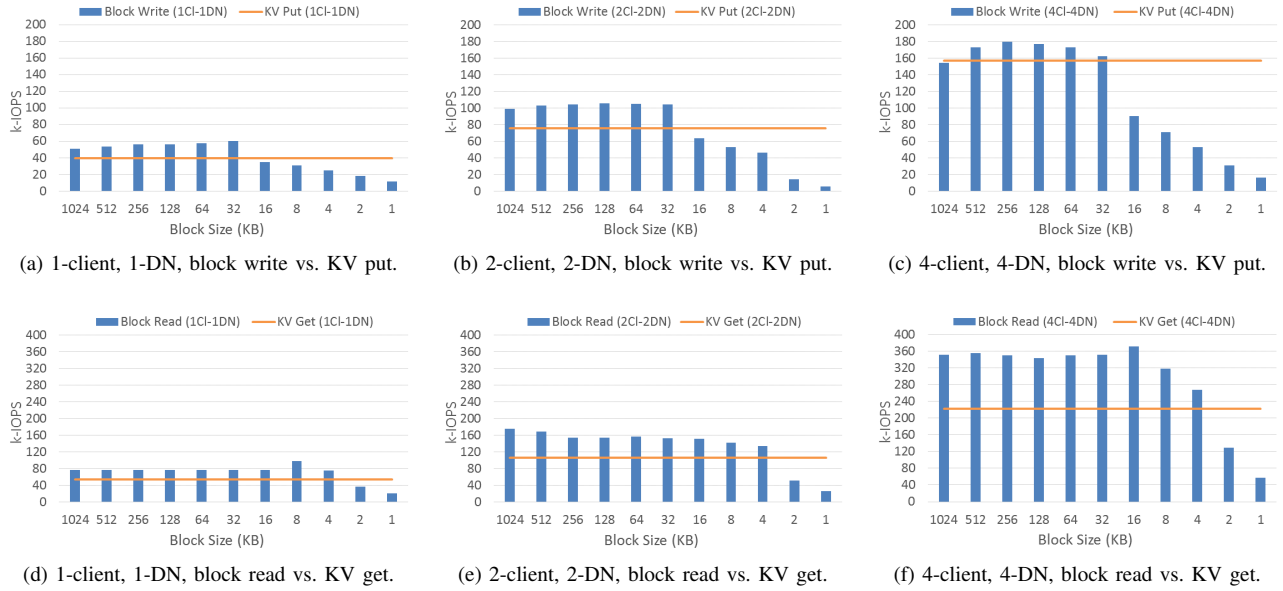 Block Write (1Cl-1DN) KV Put (1Cl-1DN)
200
180
160
140
120
100
80
60
40
20
0
k-IOPS
1024 512 256 128 64 32 16 8 4 2 1
Block Size (KB)
(a) 1-client, 1-DN, block write vs. KV put.
Block Write (2Cl-2DN) KV Put (2Cl-2DN)
200
180
160
140
120
100
80
60
40
20
0
k-IOPS
1024 512 256 128 64 32 16 8 4 2 1
Block Size (KB)
(b) 2-client, 2-DN, block write vs. KV put.
Block Write (4Cl-4DN) KV Put (4Cl-4DN)
200
180
160
140
120
100
80
60
40
20
0
k-IOPS
1024 512 256 128 64 32 16 8 4 2 1
Block Size (KB)
(c) 4-client, 4-DN, block write vs. KV put.
Block Read (1Cl-1DN) KV Get (1Cl-1DN)
400
360
320
280
240
200
160
120
80
40
0
k-IOPS
1024 512 256 128 64 32 16 8 4 2 1
Block Size (KB)
(d) 1-client, 1-DN, block read vs. KV get.
Block Read (2Cl-2DN) KV Get (2Cl-2DN)
400
360
320
280
240
200
160
120
80
40
0
k-IOPS
1024 512 256 128 64 32 16 8 4 2 1
Block Size (KB)
(e) 2-client, 2-DN, block read vs. KV get.
Block Read (4Cl-4DN) KV Get (4Cl-4DN)
400
360
320
280
240
200
160
120
80
40
0
k-IOPS
1024 512 256 128 64 32 16 8 4 2 1
Block Size (KB)
(f) 4-client, 4-DN, block read vs. KV get.